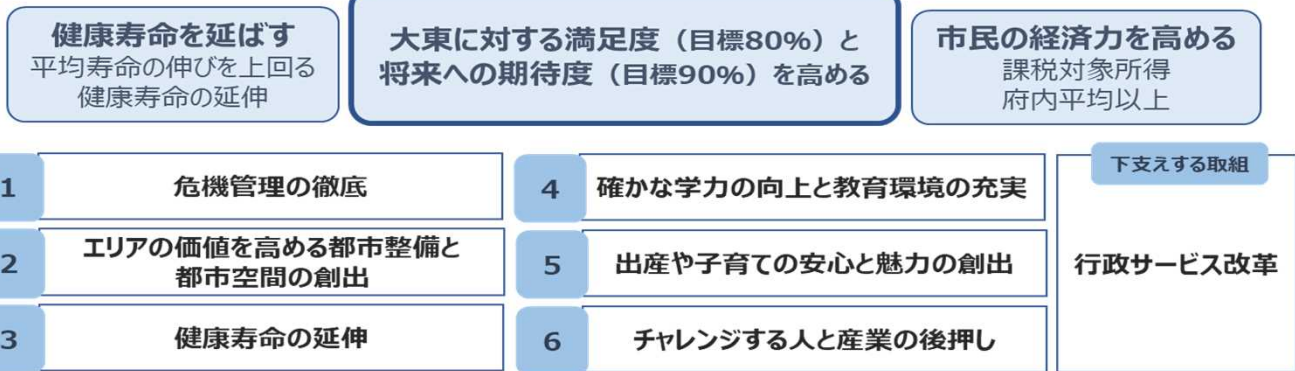 健康寿命を延ばす
平均寿命の伸びを上回る
健康寿命の延伸
大東に対する満足度（目標80%）と
将来への期待度（目標90%）を高める
市民の経済力を高める
課税対象所得
府内平均以上
1
危機管理の徹底
2
エリアの価値を高める都市整備と
都市空間の創出
3
健康寿命の延伸
4
確かな学力の向上と教育環境の充実
5
出産や子育ての安心と魅力の創出
6
チャレンジする人と産業の後押し
下支えする取組
行政サービス改革